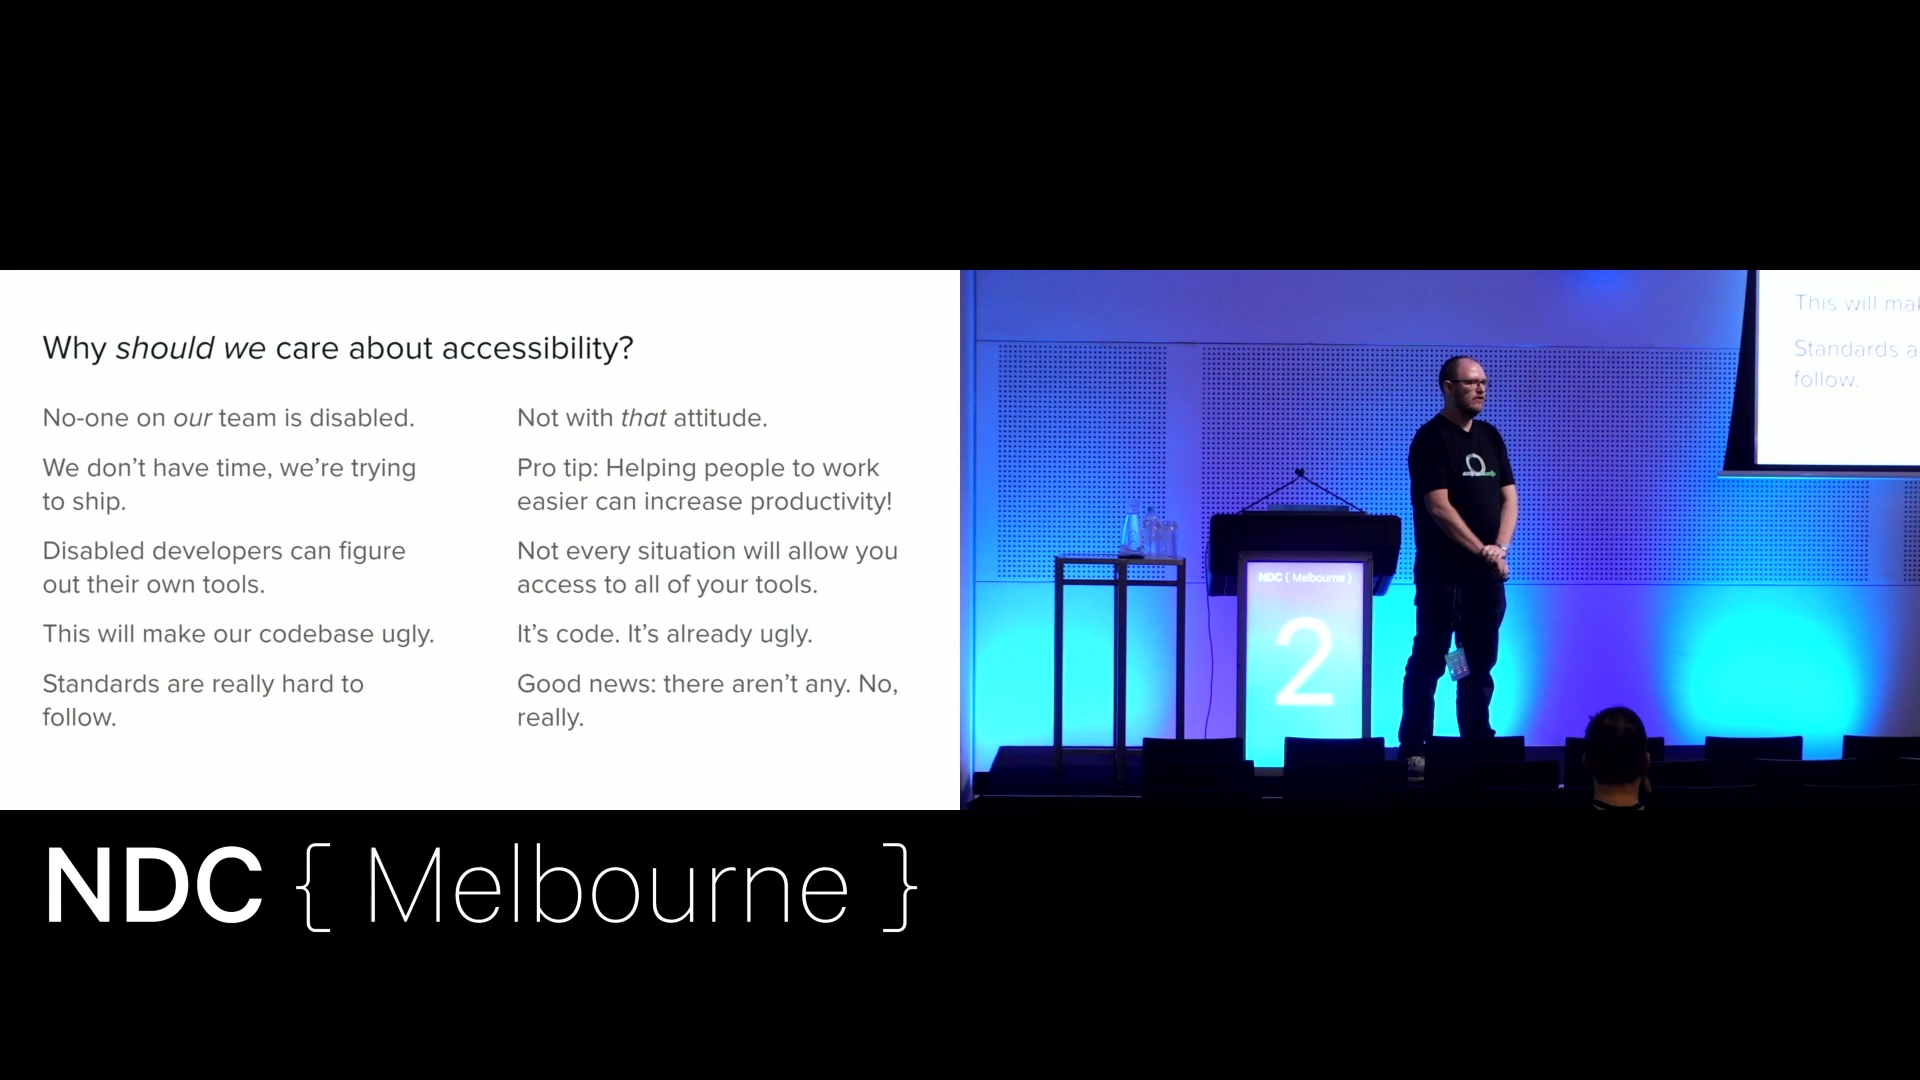 Why should we care about accessibility?
No-one on our team is disabled.
Not with that attitude.
We don’t have time, we’re trying
to ship.
Pro tip: Helping people to work
easier can increase productivity!
Disabled developers can figure
out their own tools.
Not every situation will allow you
access to all of your tools.
This will make our codebase ugly.
It’s code. It’s already ugly.
Standards are really hard to
follow.
Good news: there aren’t any. No,
really.
This will mak
Standards a
follow.
NDC { Melbourne }
2
NDC { Melbourne }